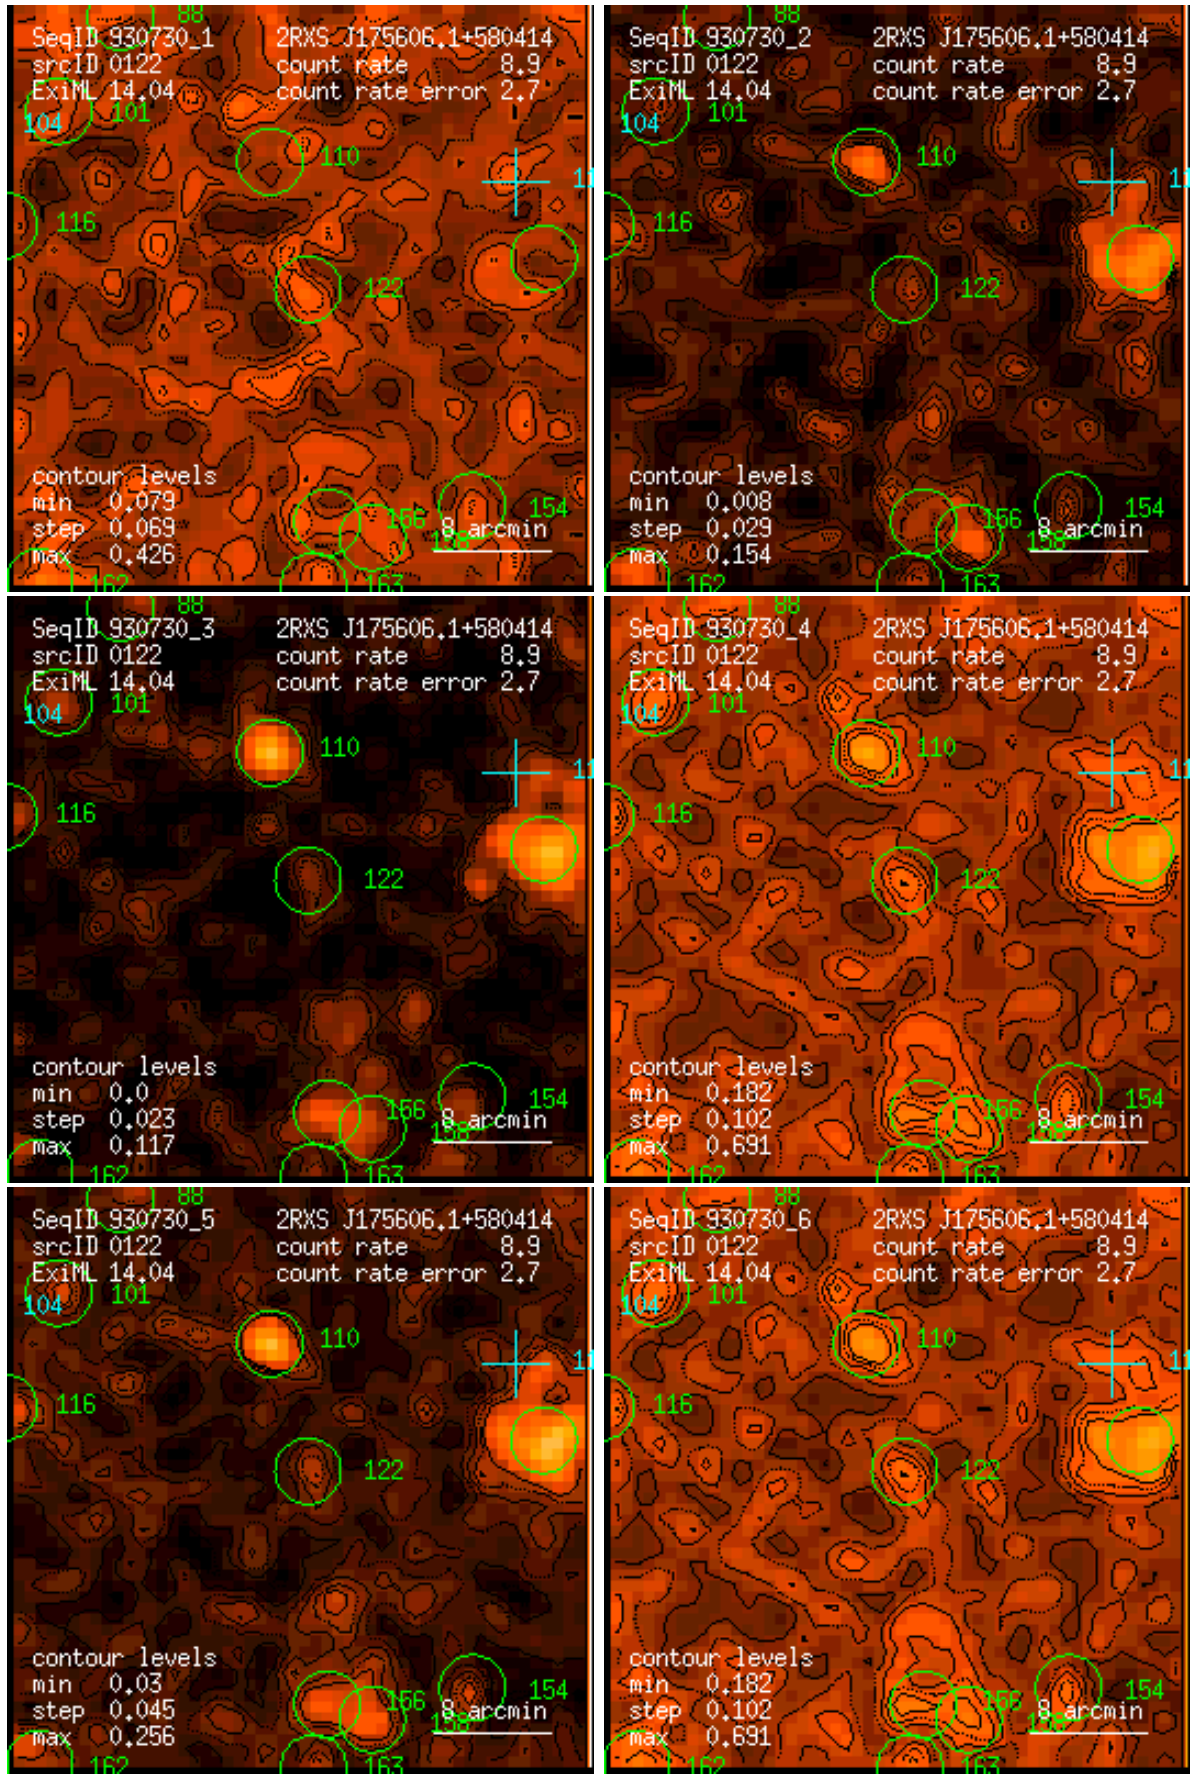 88
SeqID 930730_1 2RXS J175606.1+580414
srcID 0122 count rate 8.9
ExiML 14.04 count rate error 2.7
101
104
110
11
116
122
contour levels
min 0.079
step 0.069
max 0.426
156
154
158
8 arcmin
162
163
88
SeqID 930730_2 2RXS J175606.1+580414
srcID 0122 count rate 8.9
ExiML 14.04 count rate error 2.7
101
104
110
11
116
122
contour levels
min 0.008
step 0.029
max 0.154
156
154
158
8 arcmin
162
163
88
SeqID 930730_3 2RXS J175606.1+580414
srcID 0122 count rate 8.9
ExiML 14.04 count rate error 2.7
101
104
110
11
116
122
contour levels
min 0.0
step 0.023
max 0.117
156
154
158
8 arcmin
162
163
88
SeqID 930730_4 2RXS J175606.1+580414
srcID 0122 count rate 8.9
ExiML 14.04 count rate error 2.7
101
104
110
11
116
122
contour levels
min 0.182
step 0.102
max 0.691
156
154
158
8 arcmin
162
163
88
SeqID 930730_5 2RXS J175606.1+580414
srcID 0122 count rate 8.9
ExiML 14.04 count rate error 2.7
101
104
110
11
116
122
contour levels
min 0.03
step 0.045
max 0.256
156
154
158
8 arcmin
162
163
88
SeqID 930730_6 2RXS J175606.1+580414
srcID 0122 count rate 8.9
ExiML 14.04 count rate error 2.7
101
104
110
11
116
122
contour levels
min 0.182
step 0.102
max 0.691
156
154
158
8 arcmin
162
163